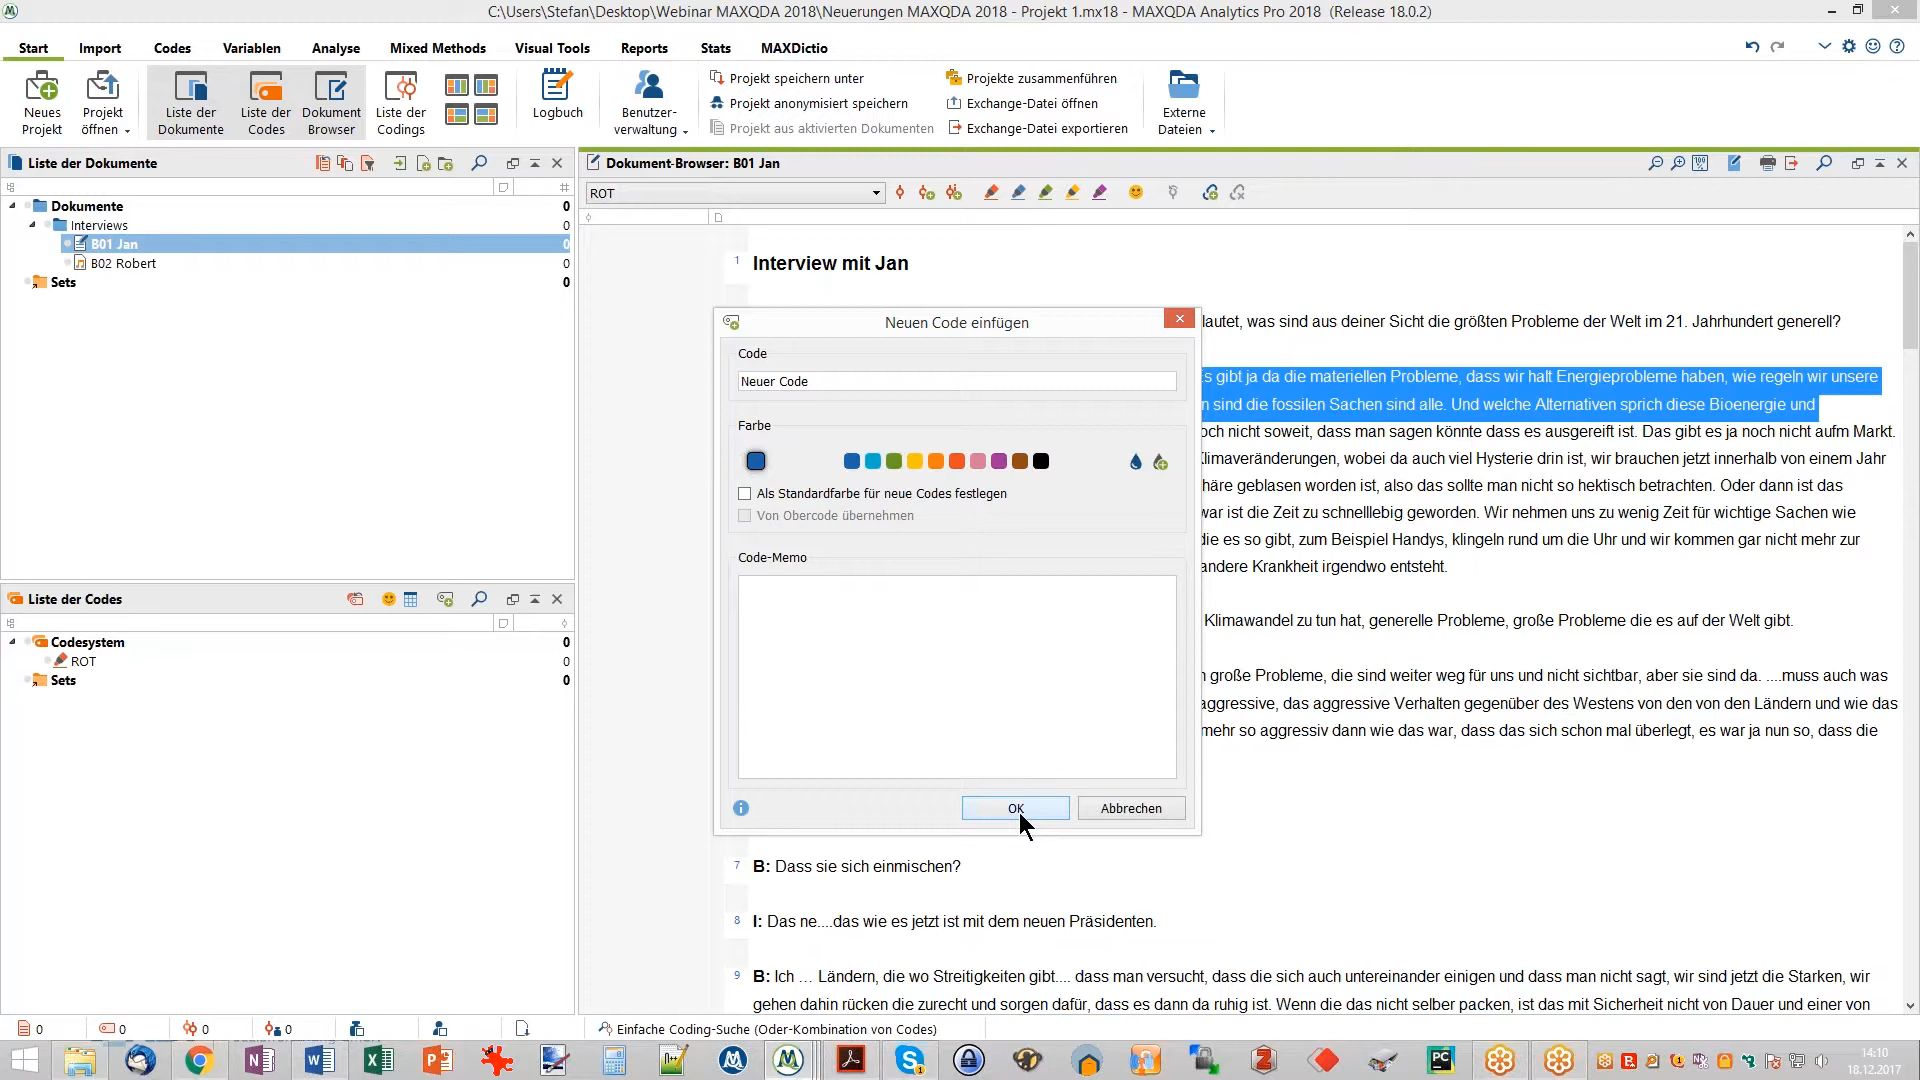 C:\Users\Stefan\Desktop\Webinar MAXQDA 2018\Neuerungen MAXQDA 2018 - Projekt 1.mx18 - MAXQDA Analytics Pro 2018 (Release 18.0.2)
Start Import Codes Variablen Analyse Mixed Methods Visual Tools Reports Stats MAXDictio
Neues Projekt
Projekt öffnen
Liste der Dokumente
Liste der Codes
Dokument Browser
Liste der Codings
Logbuch
Benutzer-verwaltung
Projekt speichern unter
Projekt anonymisiert speichern
Projekt aus aktivierten Dokumenten
Projekte zusammenführen
Exchange-Datei öffnen
Exchange-Datei exportieren
Externe Dateien
Liste der Dokumente
Dokumente 0
Interviews 0
B01 Jan 0
B02 Robert 0
Sets 0
Liste der Codes
Codesystem 0
ROT 0
Sets 0
Dokument-Browser: B01 Jan
ROT
1 Interview mit Jan
lautet, was sind aus deiner Sicht die größten Probleme der Welt im 21. Jahrhundert generell?
s gibt ja da die materiellen Probleme, dass wir halt Energieprobleme haben, wie regeln wir unsere
n sind die fossilen Sachen sind alle. Und welche Alternativen sprich diese Bioenergie und
och nicht soweit, dass man sagen könnte dass es ausgereift ist. Das gibt es ja noch nicht aufm Markt.
Klimaveränderungen, wobei da auch viel Hysterie drin ist, wir brauchen jetzt innerhalb von einem Jahr
häre geblasen worden ist, also das sollte man nicht so hektisch betrachten. Oder dann ist das
war ist die Zeit zu schnelllebig geworden. Wir nehmen uns zu wenig Zeit für wichtige Sachen wie
die es so gibt, zum Beispiel Handys, klingeln rund um die Uhr und wir kommen gar nicht mehr zur
andere Krankheit irgendwo entsteht.
Klimawandel zu tun hat, generelle Probleme, große Probleme die es auf der Welt gibt.
n große Probleme, die sind weiter weg für uns und nicht sichtbar, aber sie sind da. ....muss auch was
aggressive, das aggressive Verhalten gegenüber des Westens von den von den Ländern und wie das
mehr so aggressiv dann wie das war, dass das sich schon mal überlegt, es war ja nun so, dass die
7 B: Dass sie sich einmischen?
8 I: Das ne....das wie es jetzt ist mit dem neuen Präsidenten.
9 B: Ich … Ländern, die wo Streitigkeiten gibt.... dass man versucht, dass die sich auch untereinander einigen und dass man nicht sagt, wir sind jetzt die Starken, wir
gehen dahin rücken die zurecht und sorgen dafür, dass es dann da ruhig ist. Wenn die das nicht selber packen, ist das mit Sicherheit nicht von Dauer und einer von
Neuen Code einfügen
Code
Neuer Code
Farbe
Als Standardfarbe für neue Codes festlegen
Von Obercode übernehmen
Code-Memo
OK Abbrechen
0 0 0 0
Einfache Coding-Suche (Oder-Kombination von Codes)
14:10
18.12.2017